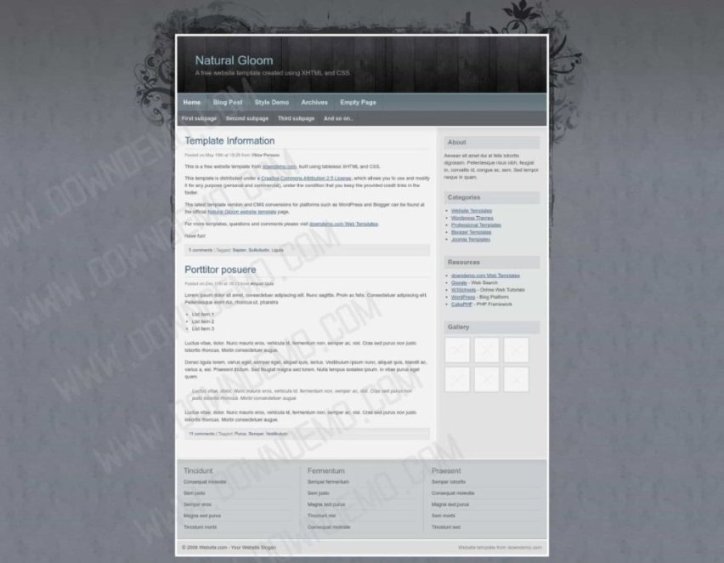 Natural Gloom
A free website template created using XHTML and CSS
Home Blog Post Style Demo Archives Empty Page
First subpage Second subpage Third subpage And so on..
Template Information
Posted on May 19th at 10:20 from
This is a free website template from downdemo.com, built using tableless XHTML and CSS.
This template is distributed under a Creative Commons Attribution 2.5 License, which allows you to use and modify
it for any purpose (personal and commercial), under the condition that you keep the provided credit links in the
footer.
The latest template version and CMS conversions for platforms such as WordPress and Blogger can be found at
the official Natural Gloom website template page.
For more templates, questions and comments please visit downdemo.com Web Templates.
Have fun!
5 comments | Tagged: Sapien, Sollicitudin, Ligula
Porttitor posuere
Posted on
Lorem ipsum dolor sit amet, consectetuer adipiscing elit. Nunc sagittis. Proin ac felis. Consectetuer adipiscing elit.
Pellentesque enim dui, rhoncus ut, pharetra
List item 1
List item 2
List item 3
Luctus vitae, dolor. Nunc mauris eros, vehicula id, fermentum non, semper ac, nisl. Cras sed purus non justo
lobortis rhoncus. Morbi consectetuer augue.
Donec ligula lorem, varius eget, semper eget, aliquet quis, lectus. Vestibulum ipsum nunc, aliquet quis, blandit ac,
varius a, est. Praesent dictum. Sed feugiat magna sed lorem. Nulla tempus sodales ipsum. In vitae purus eget
quam.
Luctus vitae, dolor. Nunc mauris eros, vehicula id, fermentum non, semper ac, nisl. Cras sed purus non
justo lobortis rhoncus. Morbi consectetuer augue.
Luctus vitae, dolor. Nunc mauris eros, vehicula id, fermentum non, semper ac, nisl. Cras sed purus non justo
lobortis rhoncus. Morbi consectetuer augue.
11 comments | Tagged: Purus, Semper, Vestibulum
About
Aenean sit amet dui at felis lobortis
dignissim. Pellentesque risus nibh, feugiat
in, convallis id, congue ac, sem. Sed tempor
neque in quam.
Categories
Website Templates
Wordpress Themes
Professional Templates
Blogger Templates
Joomla Templates
Resources
downdemo.com Web Templates
Google - Web Search
W3Schools - Online Web Tutorials
WordPress - Blog Platform
CakePHP - PHP Framework
Gallery
Tincidunt Fermentum Praesent
Consequat molestie Semper fermentum Semper lobortis
Sem justo Sem justo Consequat molestie
Semper eros Magna sed purus Magna sed purus
Magna sed purus Tincidunt nisl Sem morbi
Tincidunt morbi Consequat molestie Tincidunt sed
© 2008 Website.com - Your Website Slogan Website template from downdemo.com
WWW.DOWNDEMO.COM